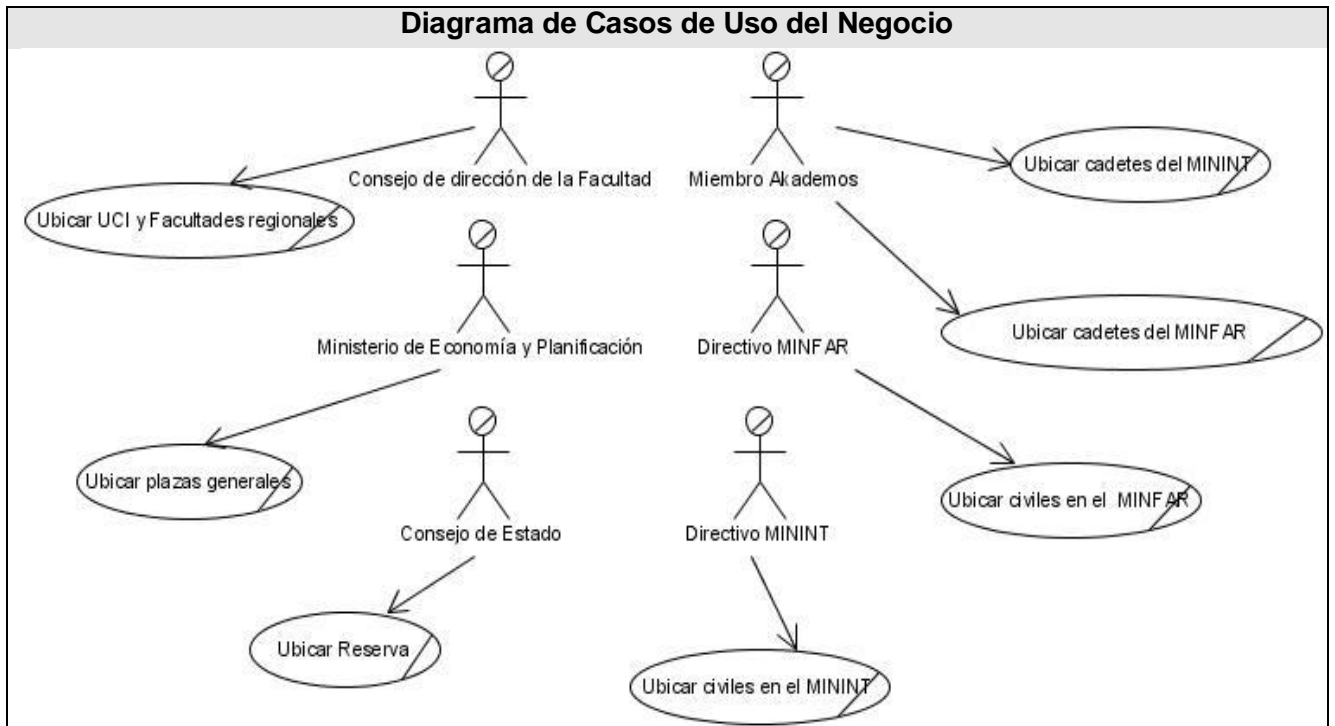 Diagrama de Casos de Uso del Negocio
Consejo de dirección de la Facultad
Miembro Akademos
Ubicar cadetes del MININT
Ubicar UCI y Facultades regionales
Ministerio de Economía y Planificación
Directivo MINFAR
Ubicar cadetes del MINFAR
Ubicar plazas generales
Ubicar civiles en el MINFAR
Consejo de Estado
Directivo MININT
Ubicar Reserva
Ubicar civiles en el MININT